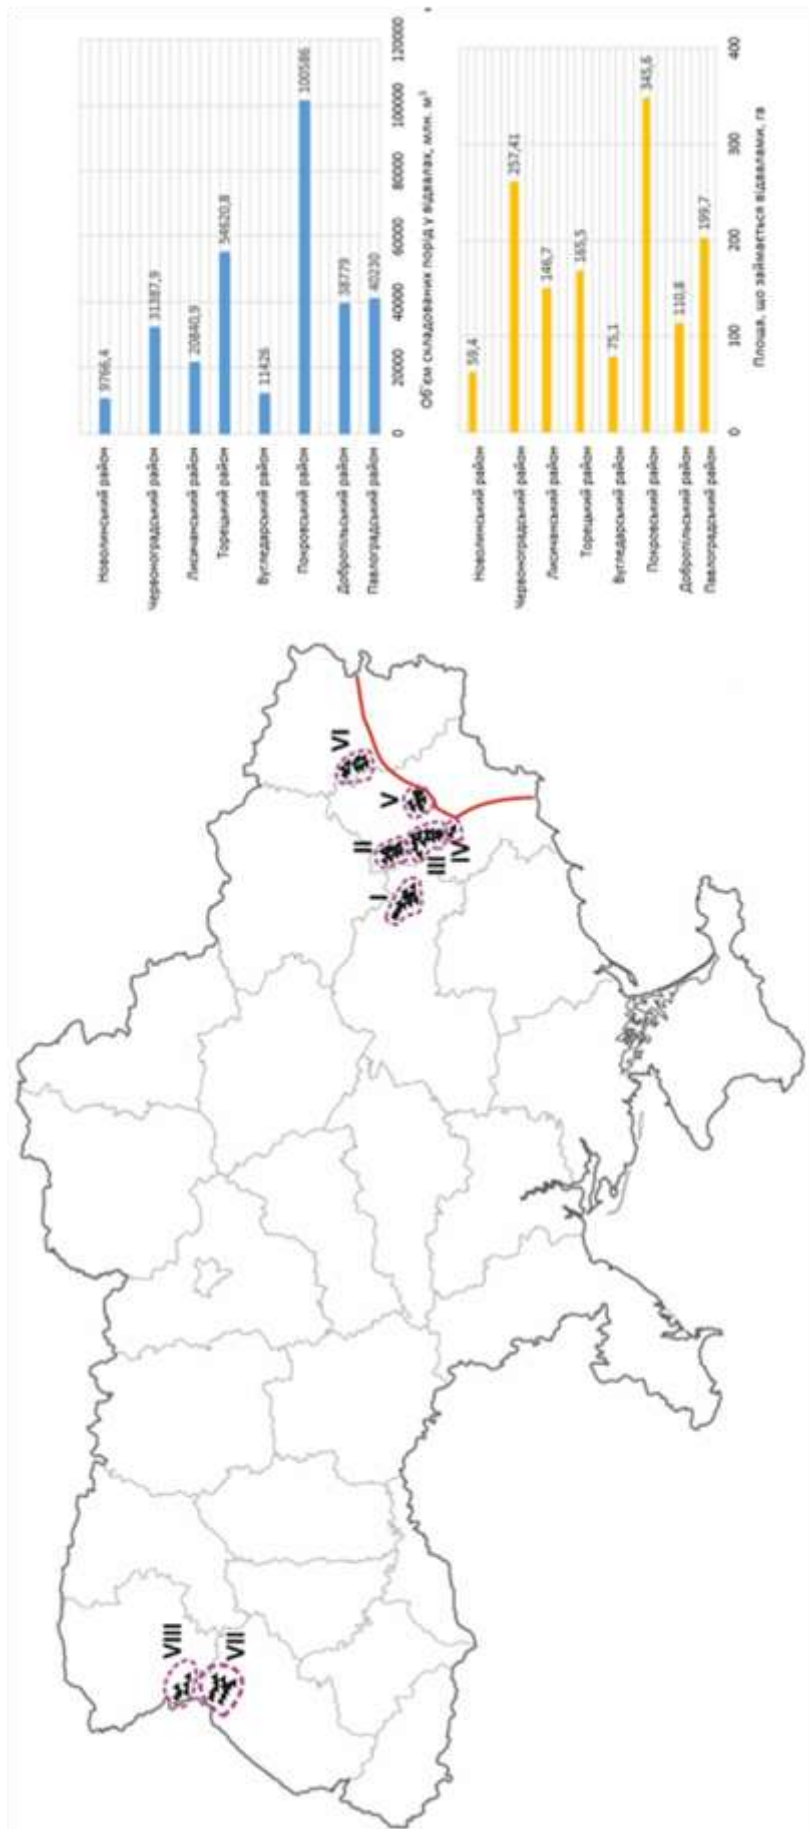 VIII
VII
I
II
III
IV
V
VI
Новолинський район
Червоноградський район
Лисичанський район
Торецький район
Вугледарський район
Покровський район
Добропільський район
Павлоградський район
9766,4
31387,9
20840,9
54620,8
11426
100586
38779
40230
0 20000 40000 60000 80000 100000 120000
Об'єм складованих порід у відвалах, млн. м³
Новолинський район
Червоноградський район
Лисичанський район
Торецький район
Вугледарський район
Покровський район
Добропільський район
Павлоградський район
59,4
257,41
146,7
165,5
75,1
345,6
110,8
199,7
0 100 200 300 400
Площа, що займається відвалами, га